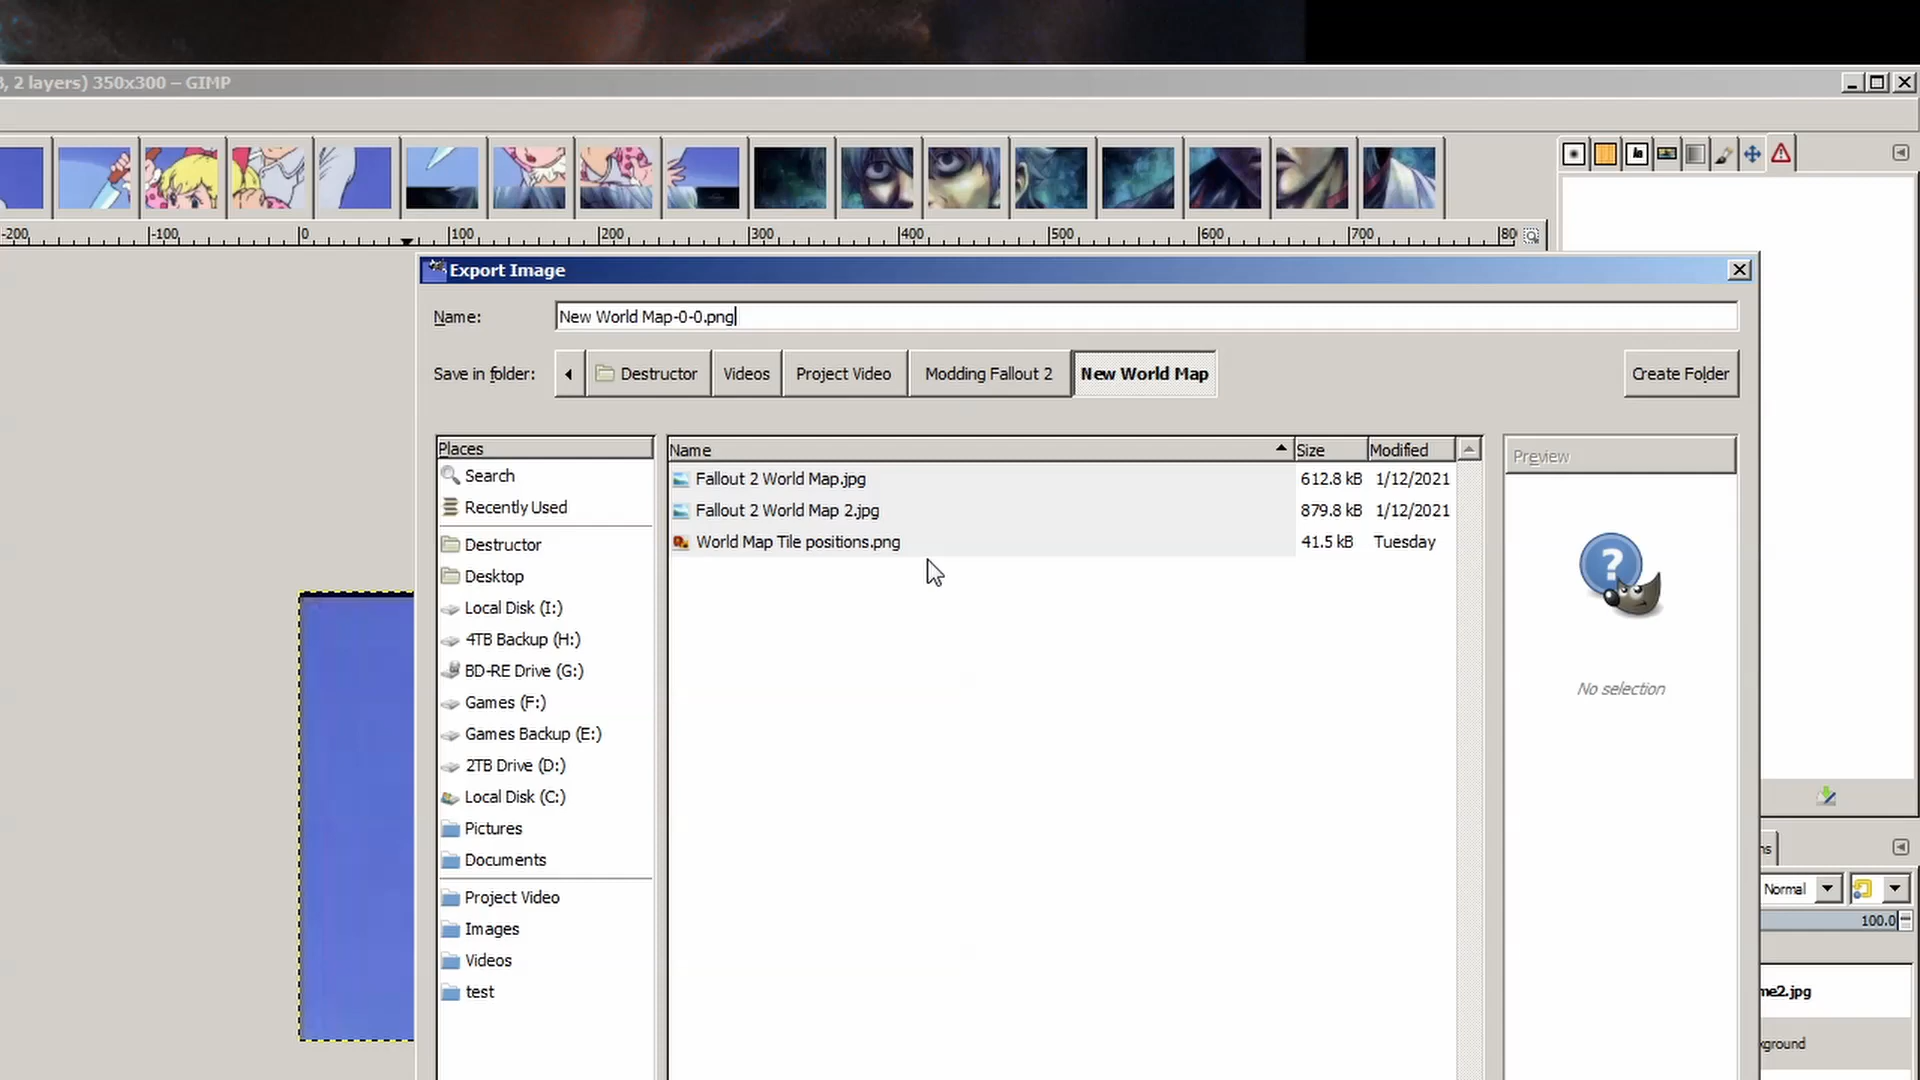 3, 2 layers) 350x300 – GIMP
-200 -100 0 100 200 300 400 500 600 700 80
Export Image
Name: New World Map-0-0.png
Save in folder: Destructor Videos Project Video Modding Fallout 2 New World Map Create Folder
Places
Search
Recently Used
Destructor
Desktop
Local Disk (I:)
4TB Backup (H:)
BD-RE Drive (G:)
Games (F:)
Games Backup (E:)
2TB Drive (D:)
Local Disk (C:)
Pictures
Documents
Project Video
Images
Videos
test
Name Size Modified
Fallout 2 World Map.jpg 612.8 kB 1/12/2021
Fallout 2 World Map 2.jpg 879.8 kB 1/12/2021
World Map Tile positions.png 41.5 kB Tuesday
Preview
No selection
ns
Normal
100.0
me2.jpg
kground